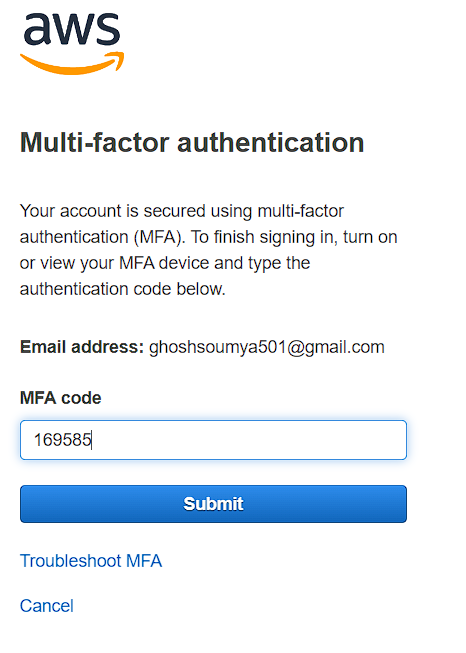 aws
Multi-factor authentication
Your account is secured using multi-factor
authentication (MFA). To finish signing in, turn on
or view your MFA device and type the
authentication code below.
Email address: ghoshsoumya501@gmail.com
MFA code
169585
Submit
Troubleshoot MFA
Cancel